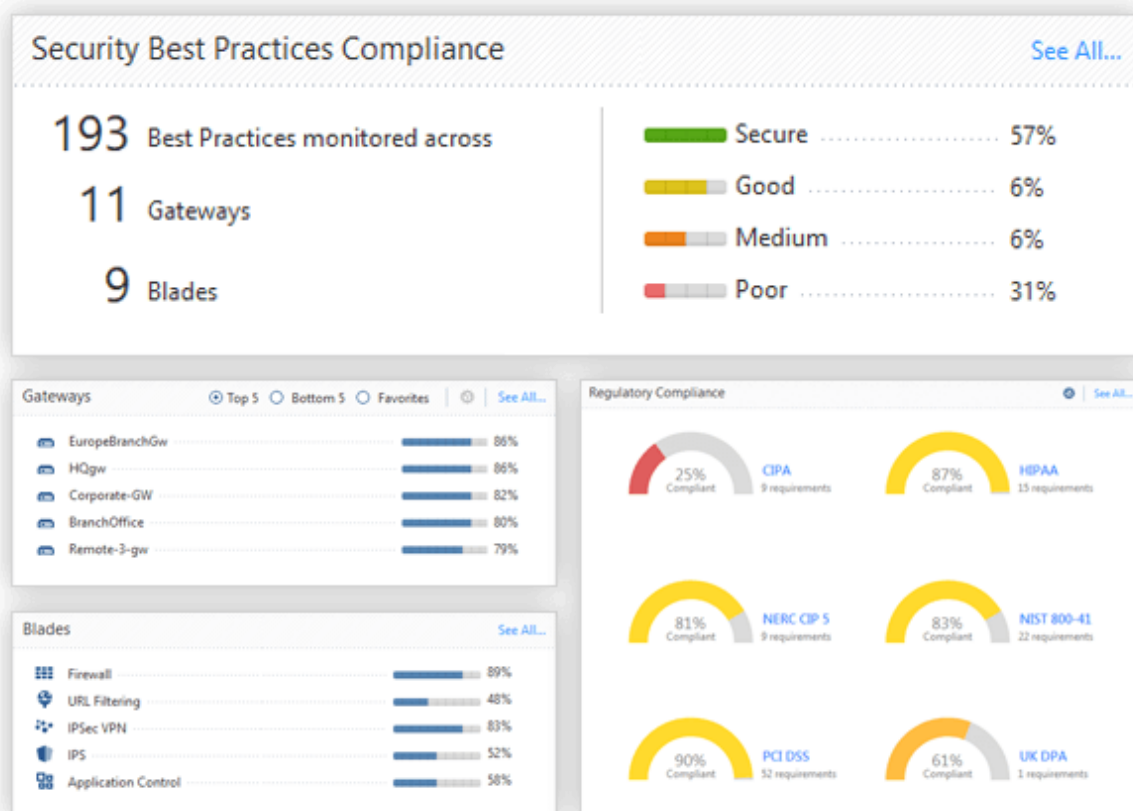 Security Best Practices Compliance See All...
193 Best Practices monitored across
11 Gateways
9 Blades
Secure 57%
Good 6%
Medium 6%
Poor 31%
Gateways Top 5 Bottom 5 Favorites See All...
EuropeBranchGw 86%
HQgw 86%
Corporate-GW 82%
BranchOffice 80%
Remote-3-gw 79%
Blades See All...
Firewall 89%
URL Filtering 48%
IPSec VPN 83%
IPS 52%
Application Control 58%
Regulatory Compliance See All...
25% Compliant
CIPA
9 requirements
87% Compliant
HIPAA
15 requirements
81% Compliant
NERC CIP 5
9 requirements
83% Compliant
NIST 800-41
22 requirements
90% Compliant
PCI DSS
52 requirements
61% Compliant
UK DPA
1 requirements